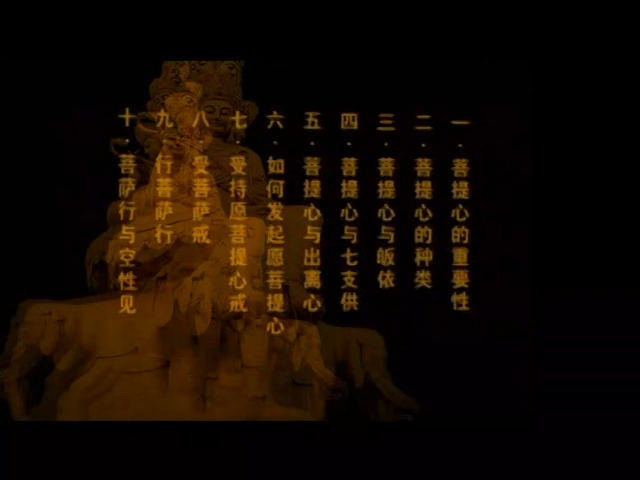 一·菩提心的重要性
二·菩提心的种类
三·菩提心与皈依
四·菩提心与七支供
五·菩提心与出离心
六·如何发起愿菩提心
七·受持愿菩提心戒
八·受菩萨戒
九·行菩萨行
十·菩萨行与空性见